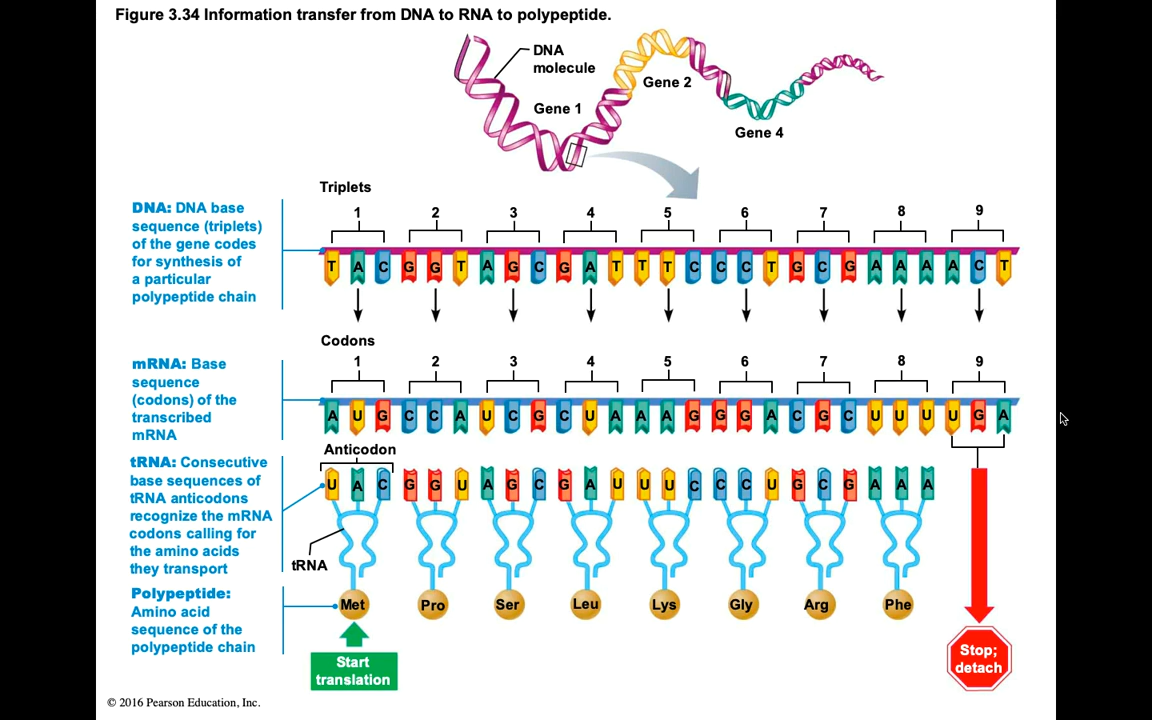 Figure 3.34 Information transfer from DNA to RNA to polypeptide.
DNA
molecule
Gene 2
Gene 1
Gene 4
Triplets
DNA: DNA base
sequence (triplets)
of the gene codes
for synthesis of
a particular
polypeptide chain
1 2 3 4 5 6 7 8 9
T A C G G T A G C G A T T T C C C T G C G A A A A C T
Codons
mRNA: Base
sequence
(codons) of the
transcribed
mRNA
1 2 3 4 5 6 7 8 9
A U G C C A U C G C U A A A G G G A C G C U U U U G A
Anticodon
tRNA: Consecutive
base sequences of
tRNA anticodons
recognize the mRNA
codons calling for
the amino acids
they transport
U A C G G U A G C G A U U U C C C U G C G A A A
tRNA
Polypeptide:
Amino acid
sequence of the
polypeptide chain
Met Pro Ser Leu Lys Gly Arg Phe
Start
translation
Stop;
detach
© 2016 Pearson Education, Inc.